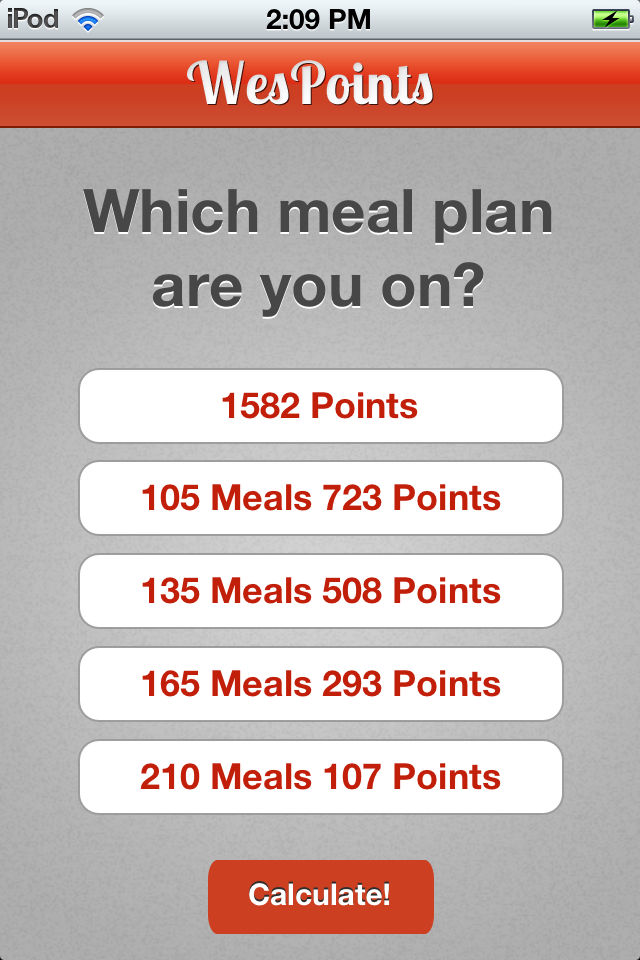 iPod 2:09 PM
WesPoints
Which meal plan
are you on?
1582 Points
105 Meals 723 Points
135 Meals 508 Points
165 Meals 293 Points
210 Meals 107 Points
Calculate!